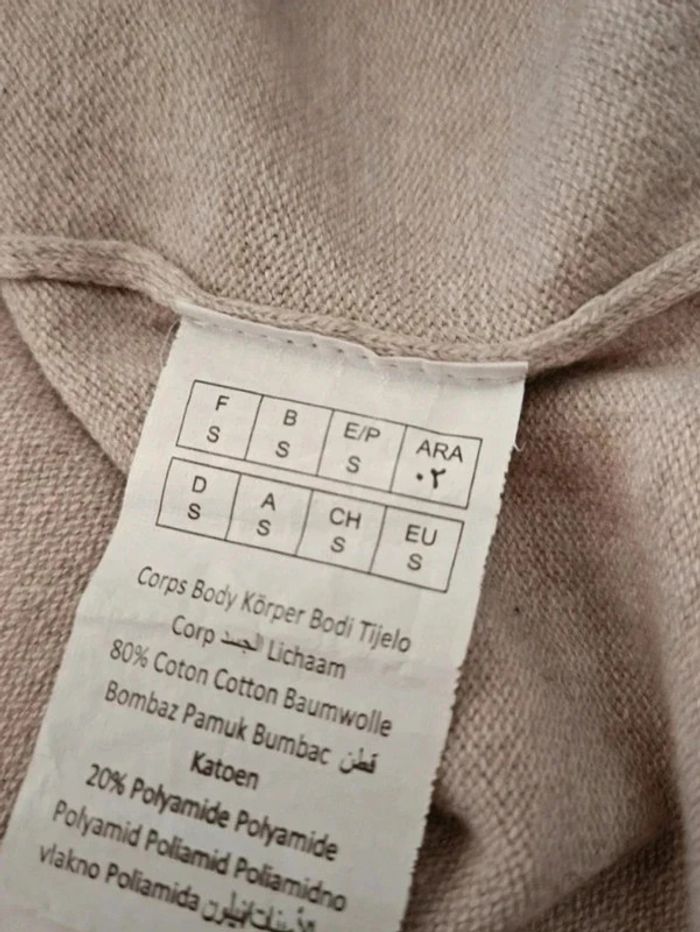 F B E/P ARA
S S S ٠٢
D A CH EU
S S S S
Corps Body Körper Bodi Tijelo
Corp الجسد Lichaam
80% Coton Cotton Baumwolle
Bombaz Pamuk Bumbac قطن
Katoen
20% Polyamide Polyamide
Polyamid Poliamid Poliamidno
vlakno Poliamida